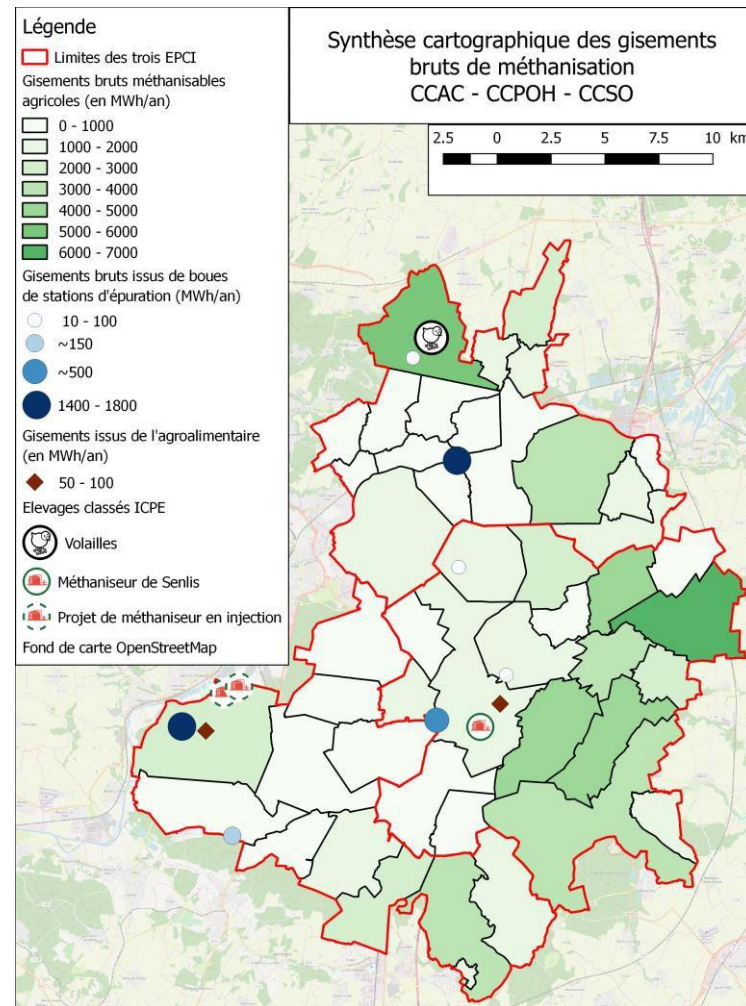 Légende
Limites des trois EPCI
Gisements bruts méthanisables
agricoles (en MWh/an)
0 - 1000
1000 - 2000
2000 - 3000
3000 - 4000
4000 - 5000
5000 - 6000
6000 - 7000
Gisements bruts issus de boues
de stations d'épuration (MWh/an)
10 - 100
~150
~500
1400 - 1800
Gisements issus de l'agroalimentaire
(en MWh/an)
50 - 100
Elevages classés ICPE
Volailles
Méthaniseur de Senlis
Projet de méthaniseur en injection
Fond de carte OpenStreetMap
Synthèse cartographique des gisements
bruts de méthanisation
CCAC - CCPOH - CCSO
2.5 0 2.5 5 7.5 10 km